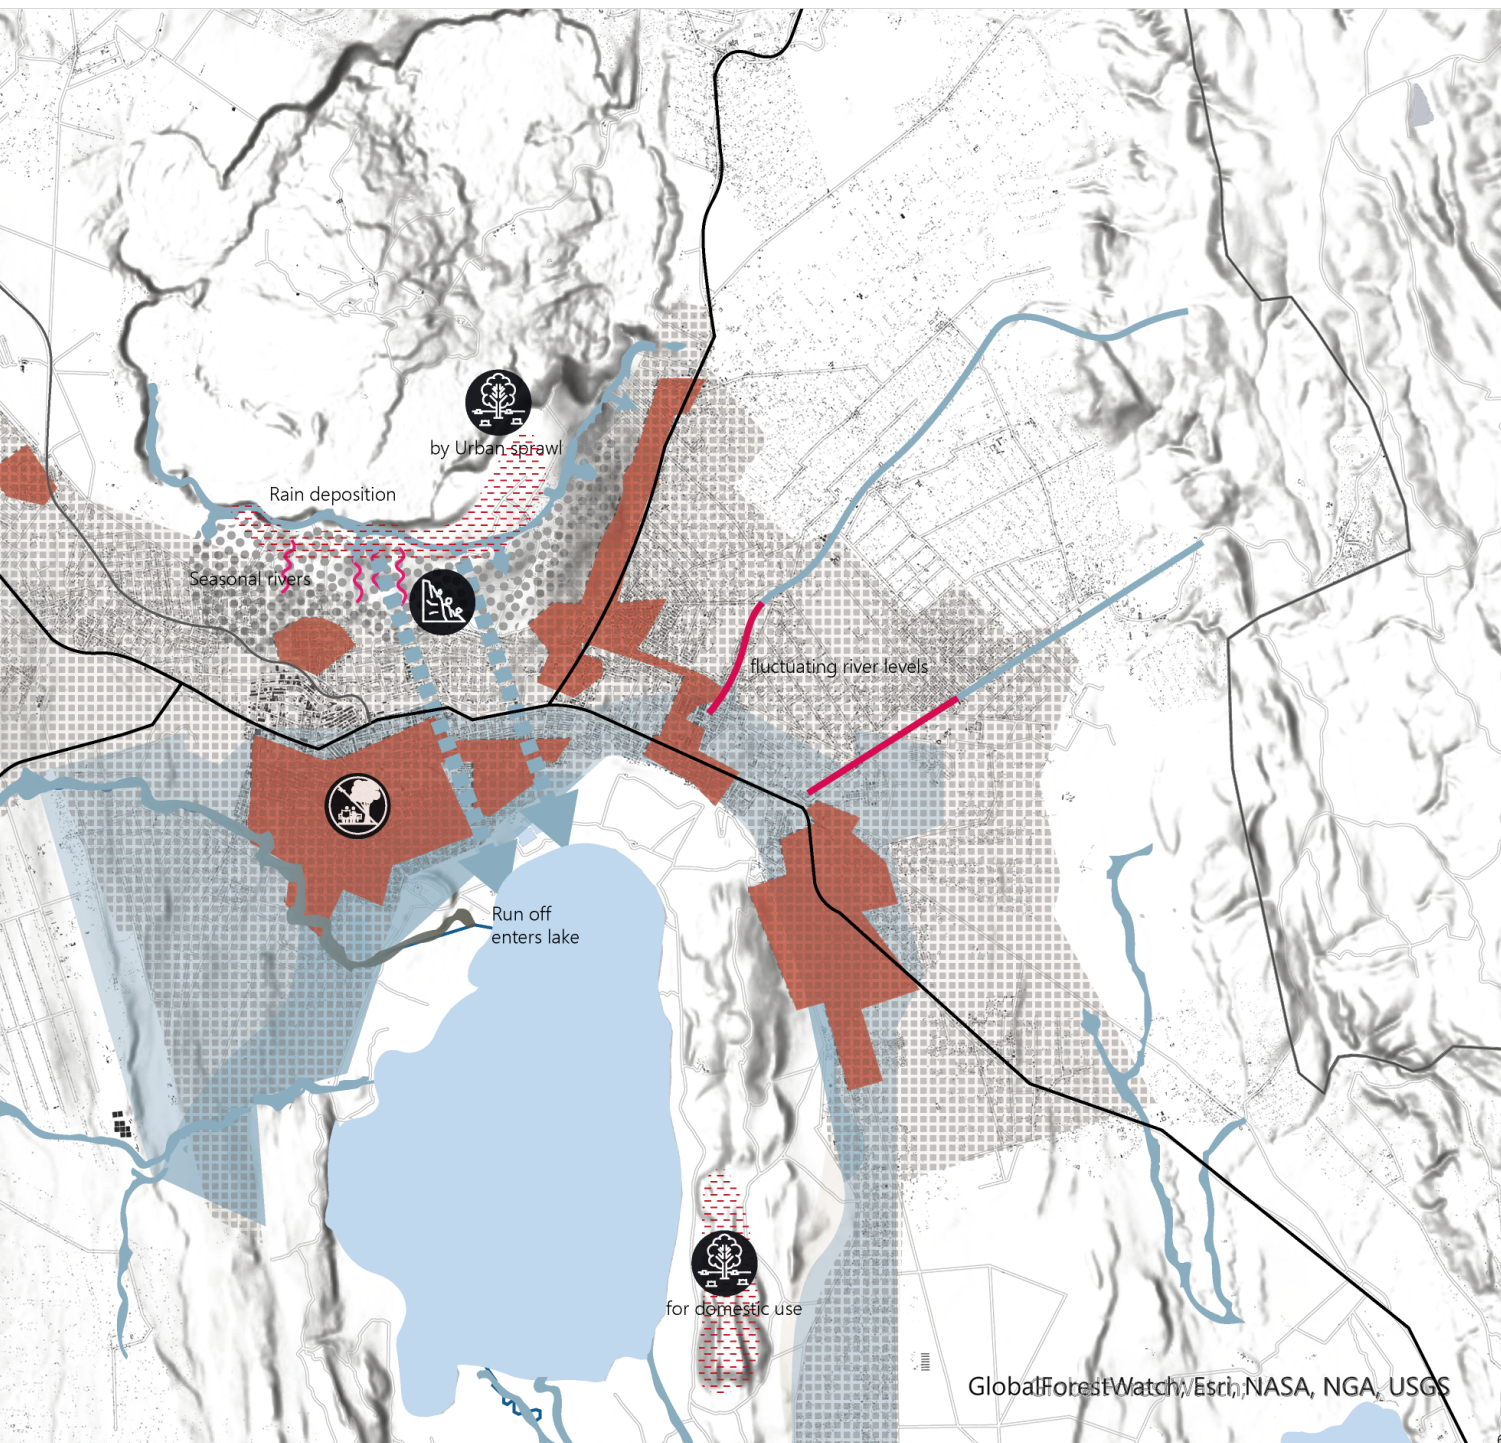 by Urban sprawl
Rain deposition
Seasonal rivers
fluctuating river levels
Run off
enters lake
for domestic use
GlobalForestWatch, Esri, NASA, NGA, USGS